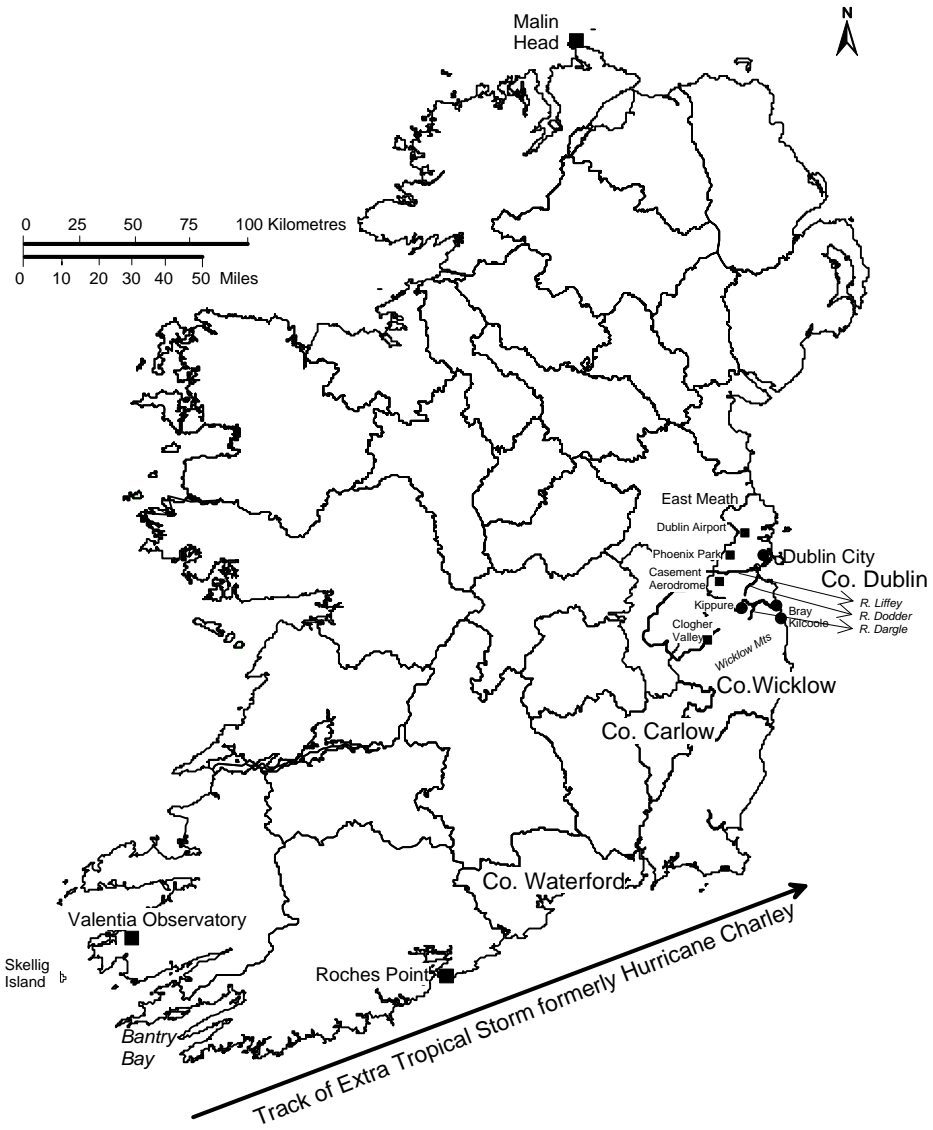 Malin
Head
N
0 25 50 75 100 Kilometres
0 10 20 30 40 50 Miles
East Meath
Dublin Airport
Phoenix Park
Dublin City
Casement
Aerodrome
Co. Dublin
R. Liffey
R. Dodder
R. Dargle
Kippure
Bray
Kilcoole
Clogher
Valley
Wicklow Mts
Co.Wicklow
Co. Carlow
Co. Waterford
Valentia Observatory
Skellig
Island
Roches Point
Bantry
Bay
Track of Extra Tropical Storm formerly Hurricane Charley